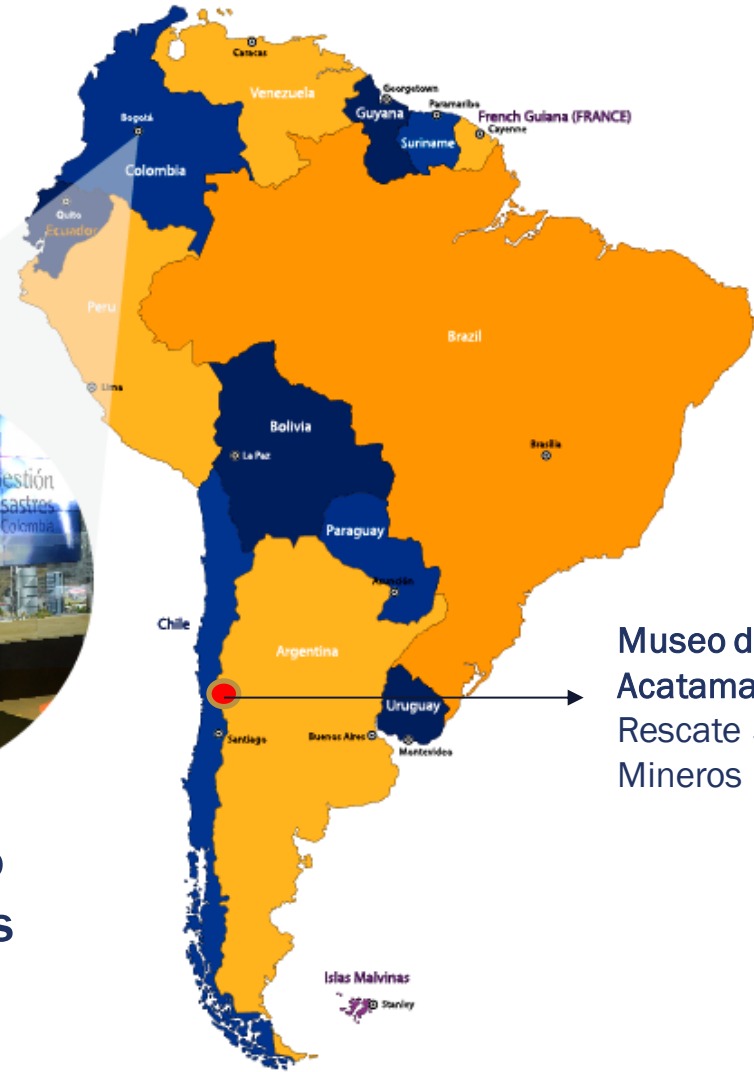 Caracas
Venezuela
Georgetown
Paramaribo
French Guiana (FRANCE)
Guyana
Cayenne
Suriname
Bogotá
Colombia
Quito
Ecuador
Peru
Brazil
Lima
Bolivia
La Paz
Brasília
estión
sastres
Colombia
Paraguay
Asunción
Chile
Argentina
Museo d
Acatama
Rescate
Mineros
Uruguay
Santiago
Buenos Aires
Montevideo
s
Islas Malvinas
Stanley